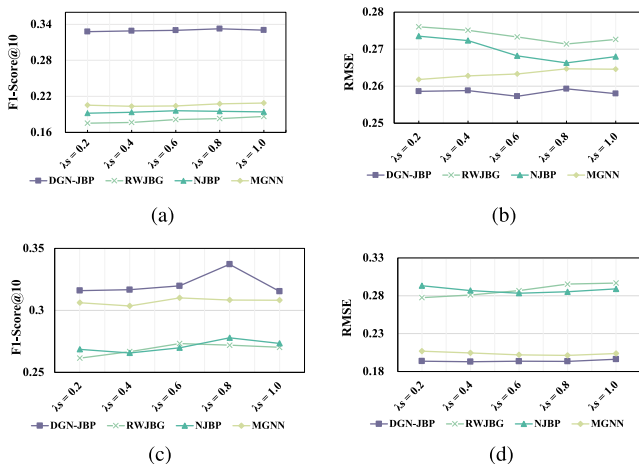 0.34
0.28
0.28
0.27
0.22
0.26
0.16
0.25
F1-Score@10
RMSE
λs = 0.2
λs = 0.4
λs = 0.6
λs = 0.8
λs = 1.0
λs = 0.2
λs = 0.4
λs = 0.6
λs = 0.8
λs = 1.0
DGN-JBP RWJBG NJBP MGNN
DGN-JBP RWJBG NJBP MGNN
(a)
(b)
0.35
0.33
0.3
0.28
0.23
0.25
0.18
F1-Score@10
RMSE
λs = 0.2
λs = 0.4
λs = 0.6
λs = 0.8
λs = 1.0
λs = 0.2
λs = 0.4
λs = 0.6
λs = 0.8
λs = 1.0
DGN-JBP RWJBG NJBP MGNN
DGN-JBP RWJBG NJBP MGNN
(c)
(d)